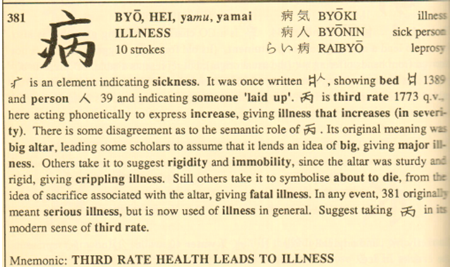 381 BYŌ, HEI, yamu, yamai 病気 BYŌKI illness
病 ILLNESS 病人 BYŌNIN sick person
10 strokes らい病 RAIBYŌ leprosy
疒 is an element indicating sickness. It was once written , showing bed 1389
and person 人 39 and indicating someone 'laid up'. 丙 is third rate 1773 q.v.,
here acting phonetically to express increase, giving illness that increases (in severi-
ty). There is some disagreement as to the semantic role of 丙. Its original meaning was
big altar, leading some scholars to assume that it lends an idea of big, giving major ill-
ness. Others take it to suggest rigidity and immobility, since the altar was sturdy and
rigid, giving crippling illness. Still others take it to symbolise about to die, from the
idea of sacrifice associated with the altar, giving fatal illness. In any event, 381 originally
meant serious illness, but is now used of illness in general. Suggest taking 丙 in its
modern sense of third rate.
Mnemonic: THIRD RATE HEALTH LEADS TO ILLNESS